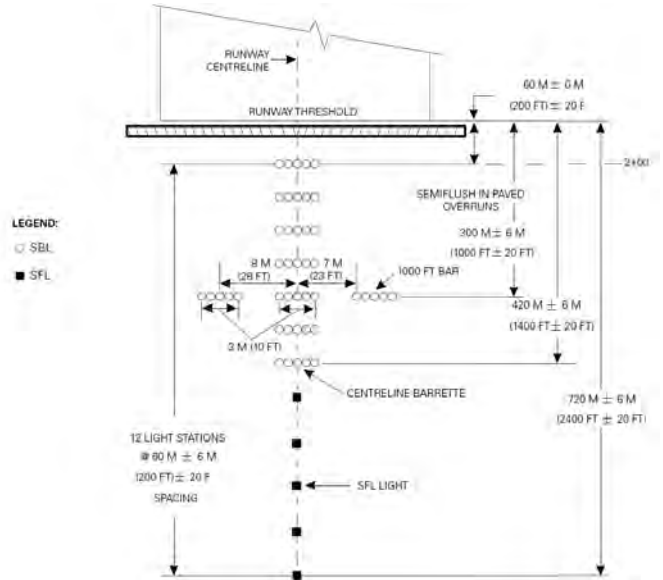 RUNWAY
CENTRELINE
60 M ± 0 M
(200 FT) ± 20 F
RUNWAY THRESHOLD
2+00
SEMIFLUSH IN PAVED
OVERRUNS
LEGEND:
SBL
SFL
300 M ± 6 M
(1000 FT ± 20 FT)
8 M
(26 FT)
7 M
(23 FT)
1000 FT BAR
420 M ± 6 M
(1400 FT ± 20 FT)
3 M (10 FT)
CENTRELINE BARRETTE
720 M ± 6 M
(2400 FT ± 20 FT)
12 LIGHT STATIONS
@ 60 M ± 6 M
(200 FT) ± 20 F
SPACING
SFL LIGHT